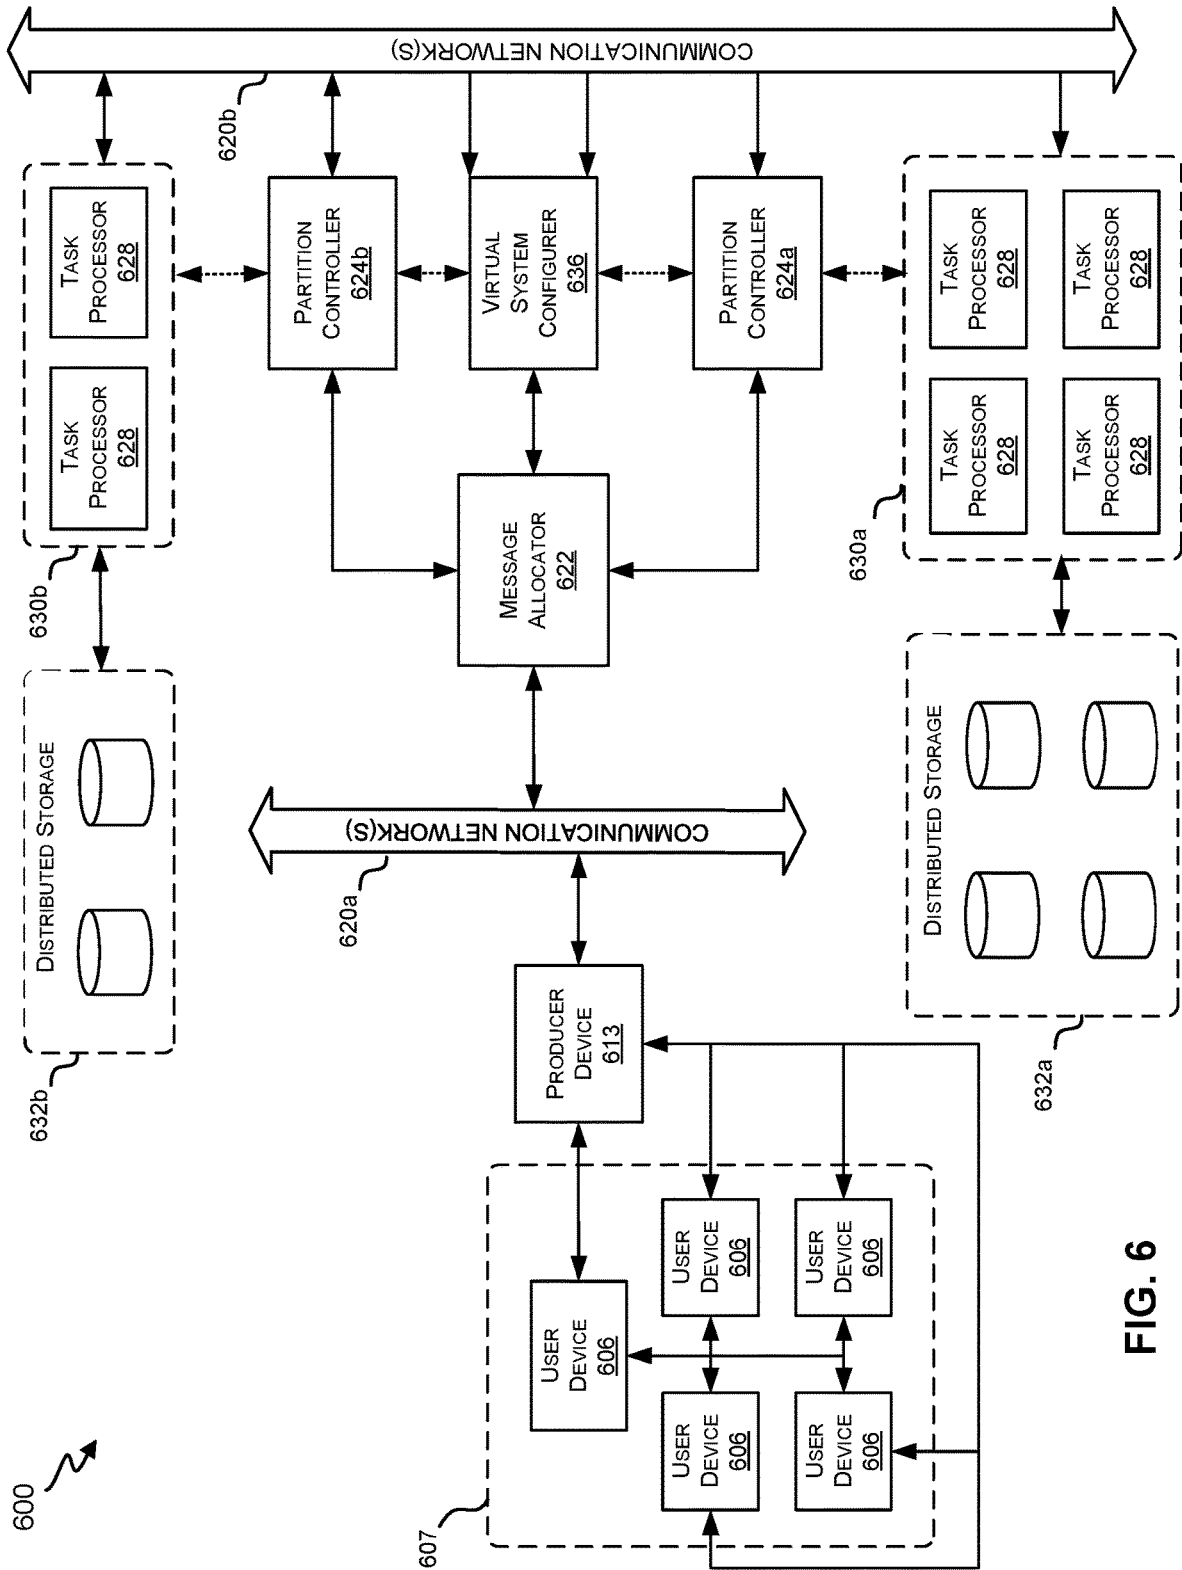 600
607
USER
DEVICE
606
USER
DEVICE
606
USER
DEVICE
606
USER
DEVICE
606
USER
DEVICE
606
PRODUCER
DEVICE
613
620a
COMMUNICATION NETWORK(S)
MESSAGE
ALLOCATOR
622
632b
DISTRIBUTED STORAGE
630b
TASK
PROCESSOR
628
TASK
PROCESSOR
628
PARTITION
CONTROLLER
624b
VIRTUAL
SYSTEM
CONFIGURER
636
PARTITION
CONTROLLER
624a
620b
COMMUNICATION NETWORK(S)
632a
DISTRIBUTED STORAGE
630a
TASK
PROCESSOR
628
TASK
PROCESSOR
628
TASK
PROCESSOR
628
TASK
PROCESSOR
628
FIG. 6